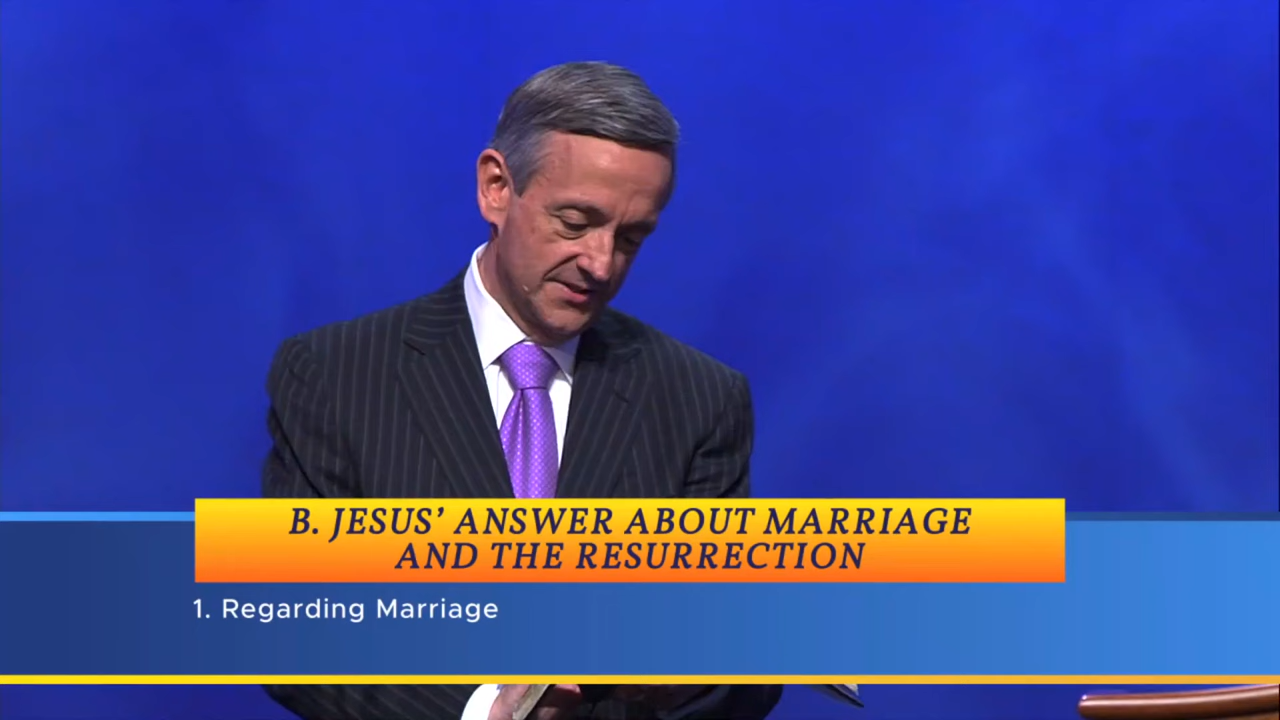 B. JESUS’ ANSWER ABOUT MARRIAGE
AND THE RESURRECTION
1. Regarding Marriage